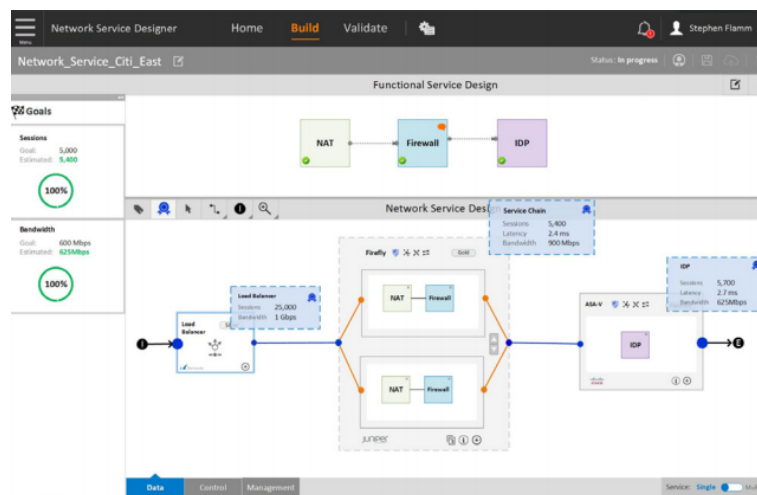 Network Service Designer
Home
Build
Validate
Stephen Flamm
Menu
Network_Service_Citi_East
Status: In progress
Functional Service Design
Goals
Sessions
Goal: 5,000
Estimated: 5,400
100%
Bandwidth
Goal: 600 Mbps
Estimated: 625Mbps
100%
NAT
Firewall
IDP
Network Service Desi
Service Chain
Sessions 5,400
Latency 2.4 ms
Bandwidth 900 Mbps
Firefly
Gold
IDP
Sessions 5,700
Latency 2.7 ms
Bandwidth 625Mbps
Load Balancer
Sessions 25,000
Bandwidth 1 Gbps
Load
Balancer
NAT
Firewall
ASA-V
IDP
I
E
NAT
Firewall
JUNIPER
Data
Control
Management
Service: Single